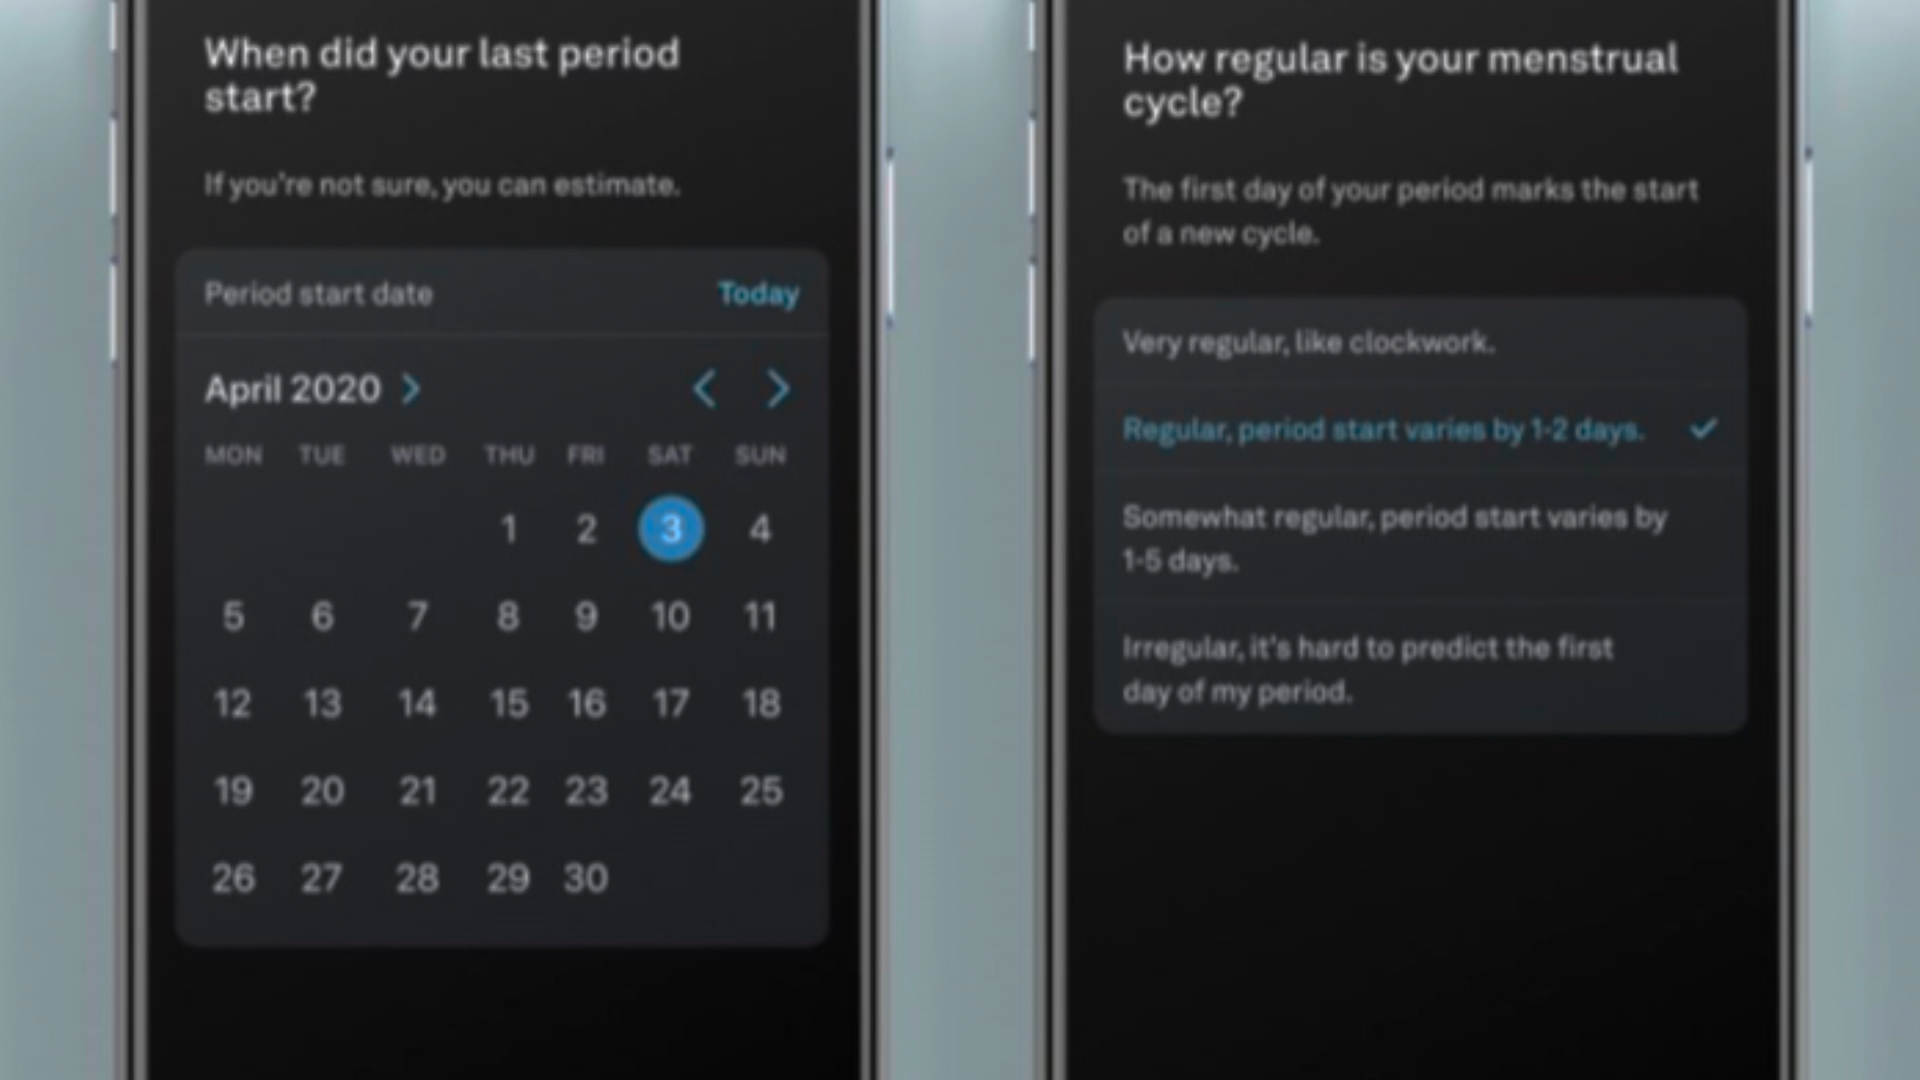 When did your last period
start?
If you're not sure, you can estimate.
Period start date
Today
April 2020
MON TUE WED THU FRI SAT SUN
1 2 3 4
5 6 7 8 9 10 11
12 13 14 15 16 17 18
19 20 21 22 23 24 25
26 27 28 29 30
How regular is your menstrual
cycle?
The first day of your period marks the start
of a new cycle.
Very regular, like clockwork.
Regular, period start varies by 1-2 days.
Somewhat regular, period start varies by
1-5 days.
Irregular, it's hard to predict the first
day of my period.